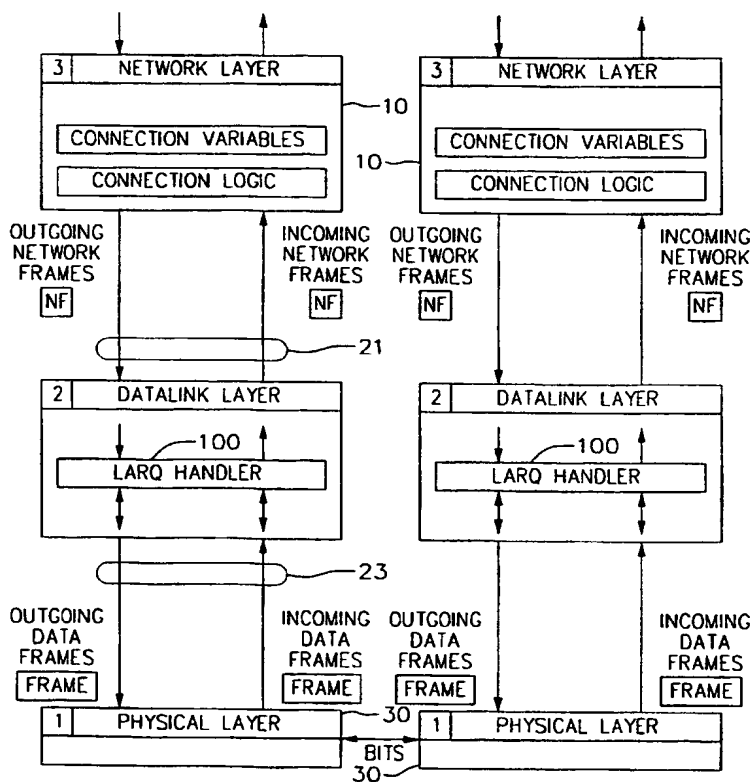 3 NETWORK LAYER
CONNECTION VARIABLES
CONNECTION LOGIC
10
OUTGOING
NETWORK
FRAMES
NF
INCOMING
NETWORK
FRAMES
NF
21
2 DATALINK LAYER
100
LARQ HANDLER
23
OUTGOING
DATA
FRAMES
FRAME
INCOMING
DATA
FRAMES
FRAME
1 PHYSICAL LAYER
30
BITS
3 NETWORK LAYER
CONNECTION VARIABLES
CONNECTION LOGIC
10
OUTGOING
NETWORK
FRAMES
NF
INCOMING
NETWORK
FRAMES
NF
2 DATALINK LAYER
100
LARQ HANDLER
OUTGOING
DATA
FRAMES
FRAME
INCOMING
DATA
FRAMES
FRAME
1 PHYSICAL LAYER
30